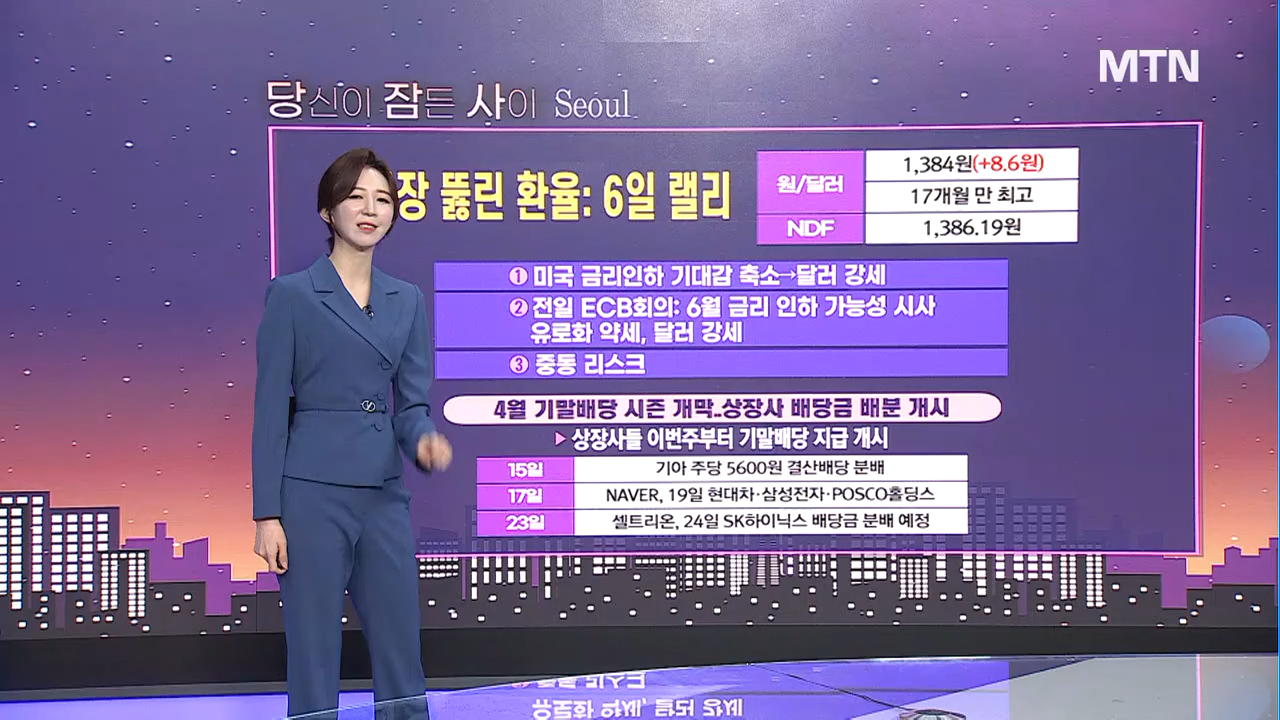 MTN
당신이 잠든 사이 Seoul
장 뚫린 환율: 6일 랠리
원/달러
1,384원(+8.6원)
17개월 만 최고
NDF
1,386.19원
① 미국 금리인하 기대감 축소→달러 강세
② 전일 ECB회의: 6월 금리 인하 가능성 시사
유로화 약세, 달러 강세
③ 중동 리스크
4월 기말배당 시즌 개막..상장사 배당금 배분 개시
▶ 상장사들 이번주부터 기말배당 지급 개시
15일 기아 주당 5600원 결산배당 분배
17일 NAVER, 19일 현대차·삼성전자·POSCO홀딩스
23일 셀트리온, 24일 SK하이닉스 배당금 분배 예정